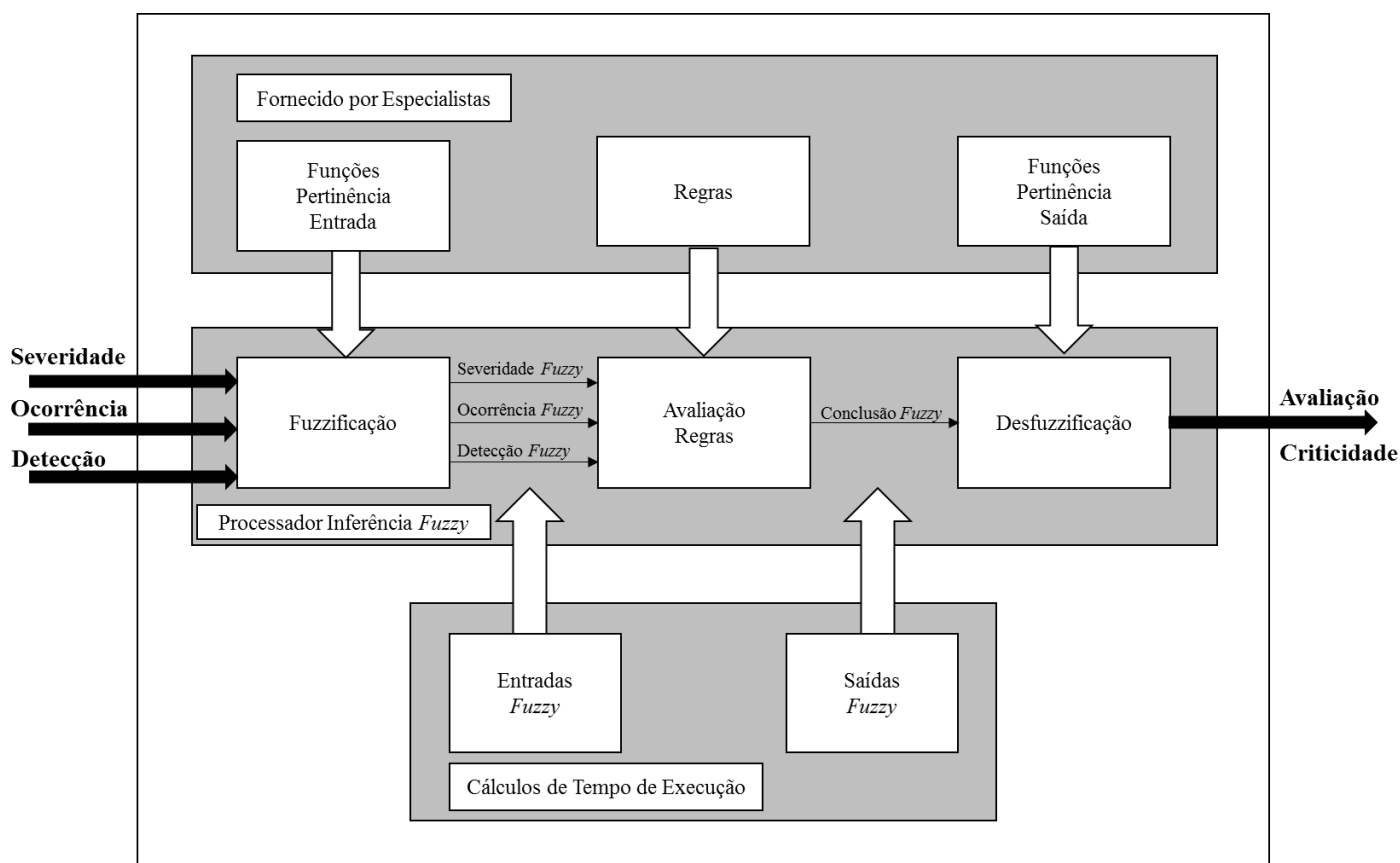 Fornecido por Especialistas
Funções
Pertinência
Entrada
Regras
Funções
Pertinência
Saída
Severidade
Ocorrência
Detecção
Fuzzificação
Severidade Fuzzy
Ocorrência Fuzzy
Detecção Fuzzy
Avaliação
Regras
Conclusão Fuzzy
Desfuzzificação
Avaliação
Criticidade
Processador Inferência Fuzzy
Entradas
Fuzzy
Saídas
Fuzzy
Cálculos de Tempo de Execução